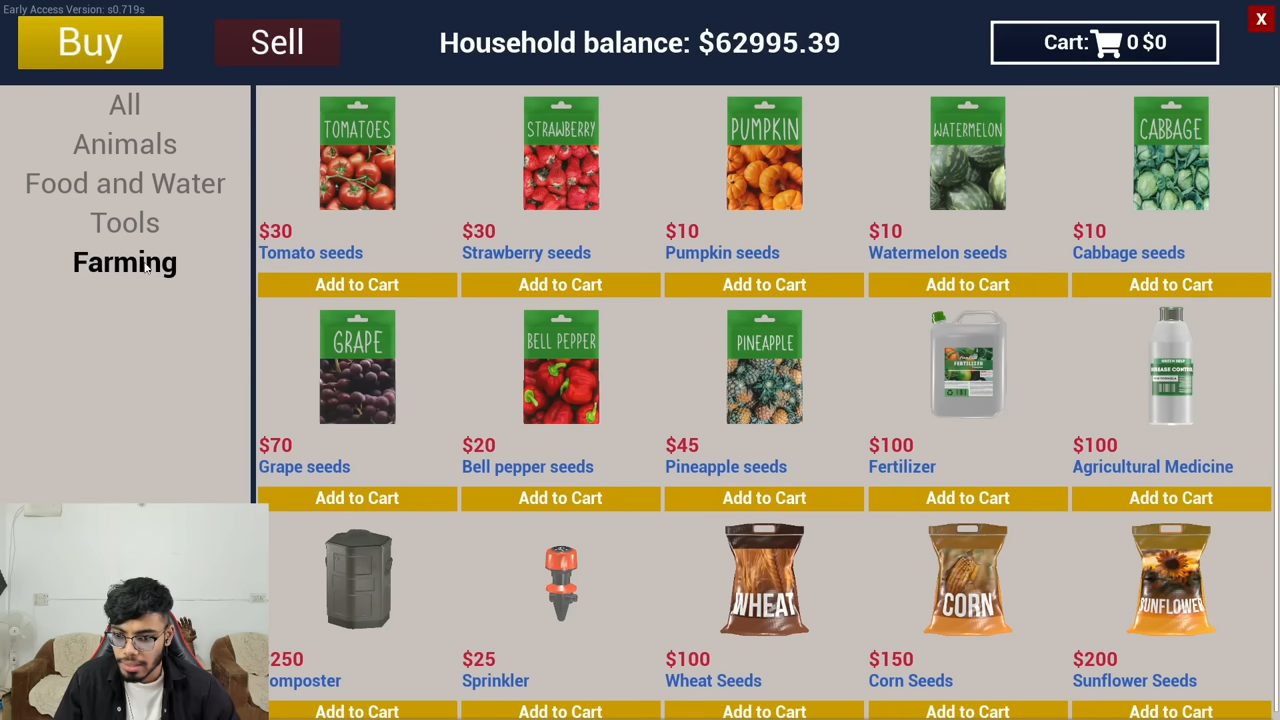 Early Access Version: s0.719s
Buy
Sell
Household balance: $62995.39
Cart: 0 $0
X
All
Animals
Food and Water
Tools
Farming
TOMATOES
STRAWBERRY
PUMPKIN
WATERMELON
CABBAGE
$30
$30
$10
$10
$10
Tomato seeds
Strawberry seeds
Pumpkin seeds
Watermelon seeds
Cabbage seeds
Add to Cart
Add to Cart
Add to Cart
Add to Cart
Add to Cart
GRAPE
BELL PEPPER
PINEAPPLE
FERTILIZER
$70
$20
$45
$100
$100
Grape seeds
Bell pepper seeds
Pineapple seeds
Fertilizer
Agricultural Medicine
Add to Cart
Add to Cart
Add to Cart
Add to Cart
Add to Cart
WHEAT
CORN
SUNFLOWER
250
$25
$100
$150
$200
omposter
Sprinkler
Wheat Seeds
Corn Seeds
Sunflower Seeds
Add to Cart
Add to Cart
Add to Cart
Add to Cart
Add to Cart